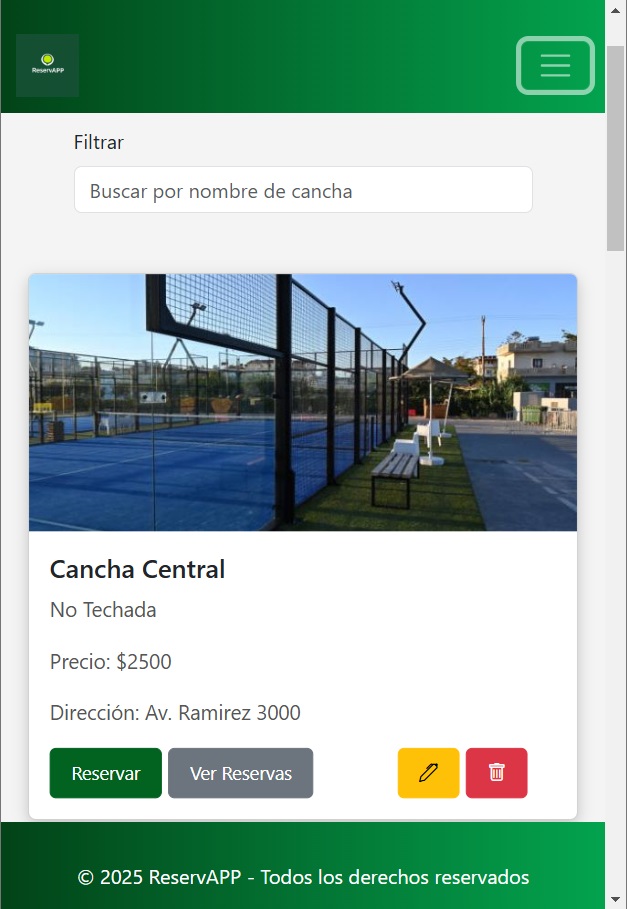 ReservAPP
Filtrar
Buscar por nombre de cancha
Cancha Central
No Techada
Precio: $2500
Dirección: Av. Ramirez 3000
Reservar
Ver Reservas
© 2025 ReservAPP - Todos los derechos reservados